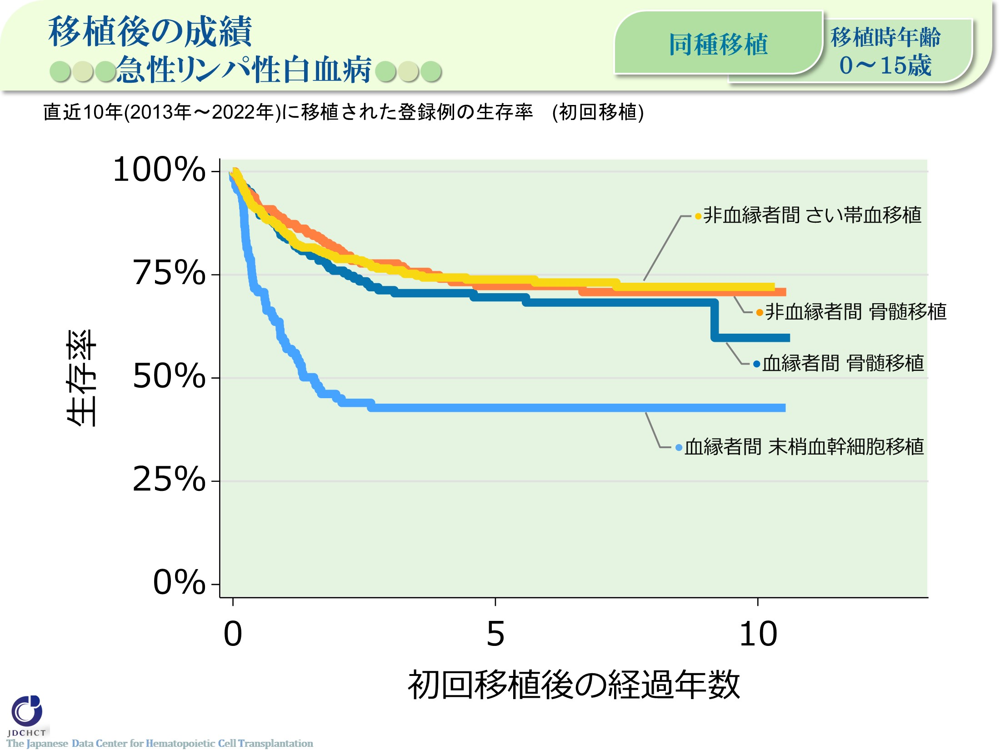 移植後の成績
急性リンパ性白血病
同種移植
移植時年齢
0～15歳
直近10年(2013年～2022年)に移植された登録例の生存率　(初回移植)
100%
75%
50%
25%
0%
生存率
非血縁者間 さい帯血移植
非血縁者間 骨髄移植
血縁者間 骨髄移植
血縁者間 末梢血幹細胞移植
0
5
10
初回移植後の経過年数
JDCHCT
The Japanese Data Center for Hematopoietic Cell Transplantation